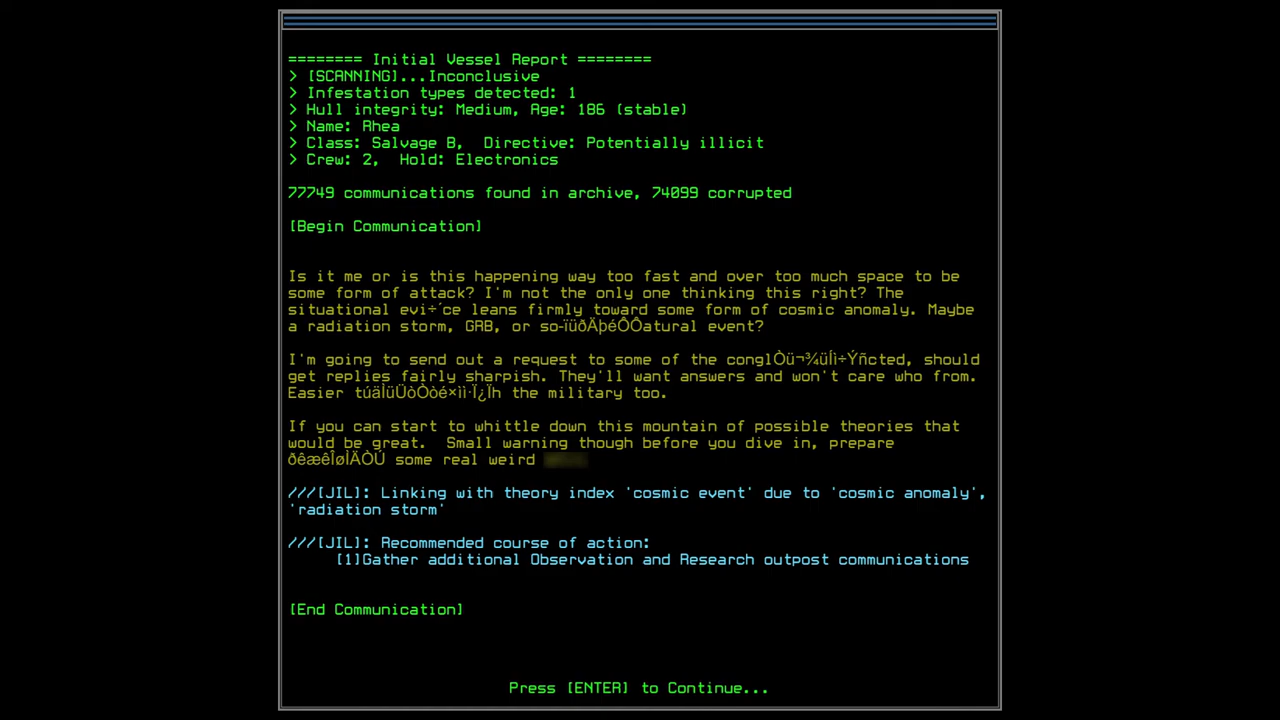 ======== Initial Vessel Report ========
> [SCANNING]...Inconclusive
> Infestation types detected: 1
> Hull integrity: Medium, Age: 186 (stable)
> Name: Rhea
> Class: Salvage B,  Directive: Potentially illicit
> Crew: 2,  Hold: Electronics
77749 communications found in archive, 74099 corrupted
[Begin Communication]
Is it me or is this happening way too fast and over too much space to be
some form of attack? I'm not the only one thinking this right? The
situational evi÷´ce leans firmly toward some form of cosmic anomaly. Maybe
a radiation storm, GRB, or so-ïüðÄþéÔÔatural event?
I'm going to send out a request to some of the conglÒü¬¾üÍì÷Ýñcted, should
get replies fairly sharpish. They'll want answers and won't care who from.
Easier túäÌüÜòÒòé×ìì·Ï¿Ïh the military too.
If you can start to whittle down this mountain of possible theories that
would be great.  Small warning though before you dive in, prepare
ðêæêÎøÌÄÒÚ some real weird
///[JIL]: Linking with theory index 'cosmic event' due to 'cosmic anomaly',
'radiation storm'
///[JIL]: Recommended course of action:
[1]Gather additional Observation and Research outpost communications
[End Communication]
Press [ENTER] to Continue...